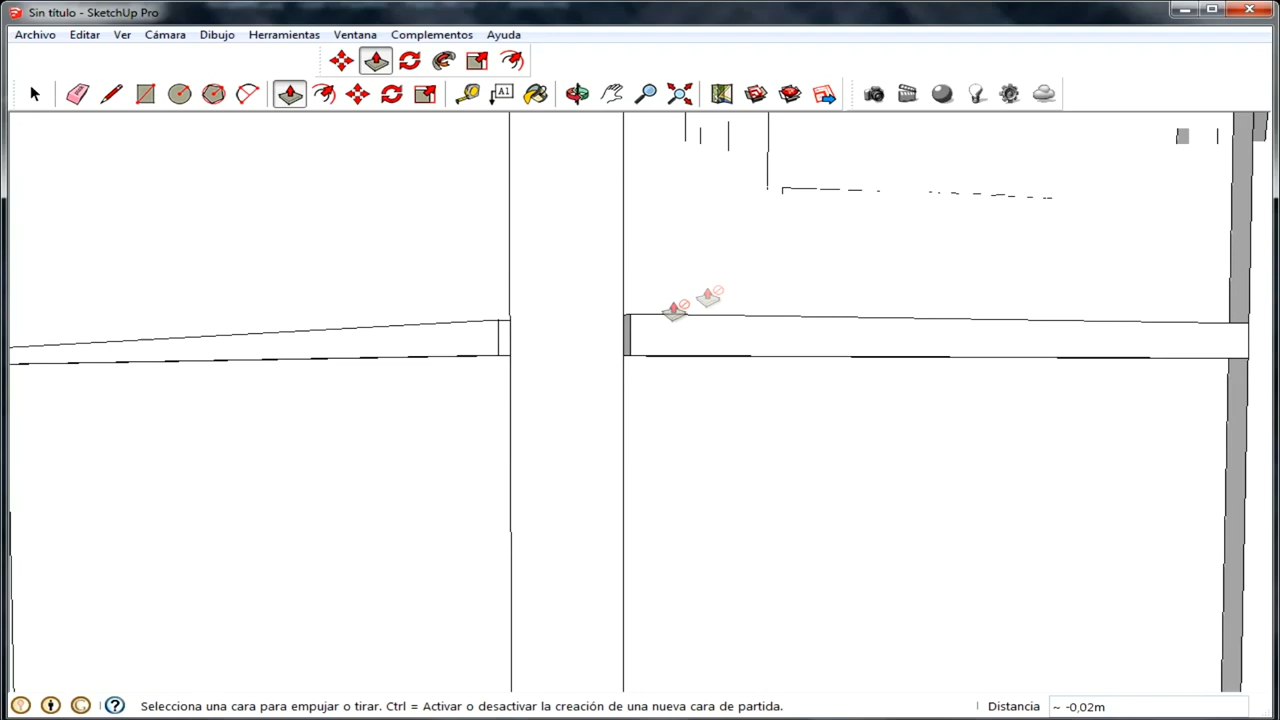 Sin título - SketchUp Pro
Archivo Editar Ver Cámara Dibujo Herramientas Ventana Complementos Ayuda
A1
Selecciona una cara para empujar o tirar. Ctrl = Activar o desactivar la creación de una nueva cara de partida. Distancia ~ -0,02m